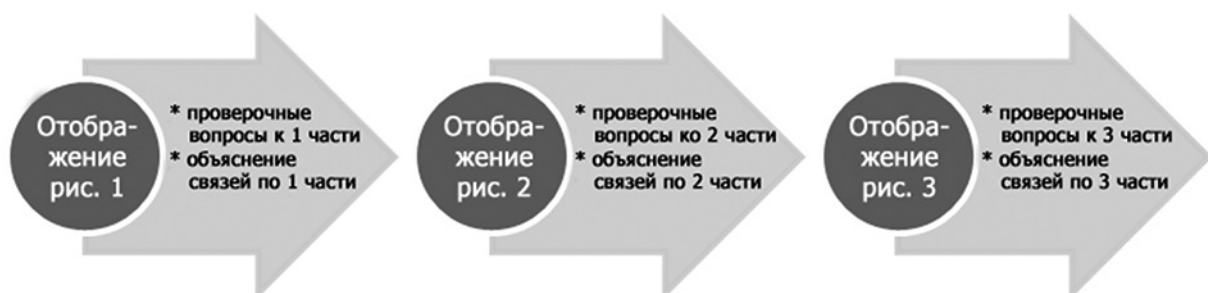 Отобра-
жение
рис. 1
* проверочные
вопросы к 1 части
* объяснение
связей по 1 части
Отобра-
жение
рис. 2
* проверочные
вопросы ко 2 части
* объяснение
связей по 2 части
Отобра-
жение
рис. 3
* проверочные
вопросы к 3 части
* объяснение
связей по 3 части